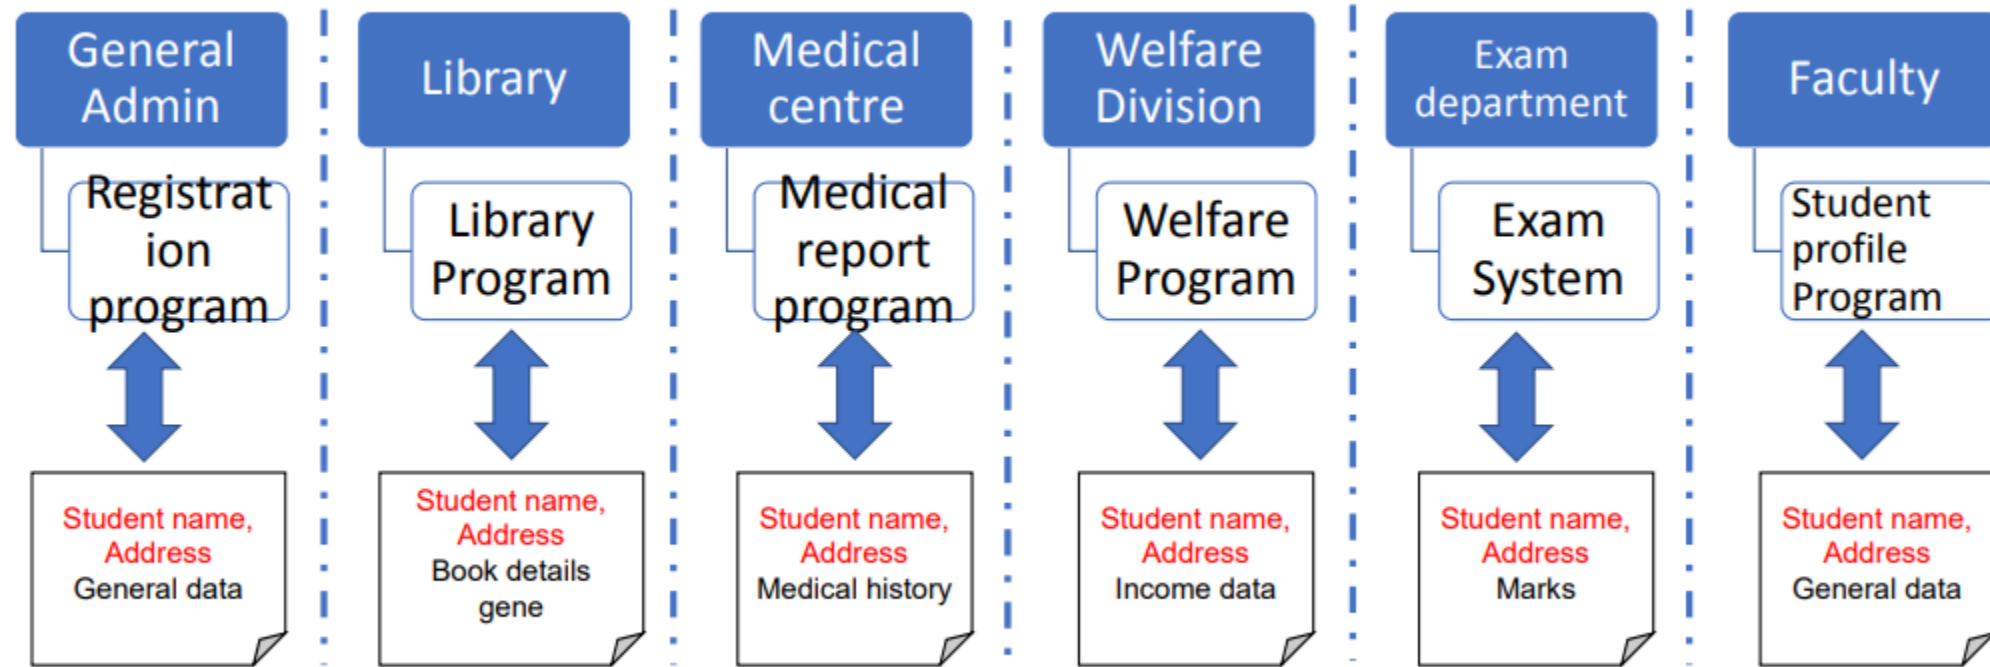 General
Admin
Library
Medical
centre
Welfare
Division
Exam
department
Faculty
Registrat
ion
program
Library
Program
Medical
report
program
Welfare
Program
Exam
System
Student
profile
Program
Student name,
Address
General data
Student name,
Address
Book details
gene
Student name,
Address
Medical history
Student name,
Address
Income data
Student name,
Address
Marks
Student name,
Address
General data